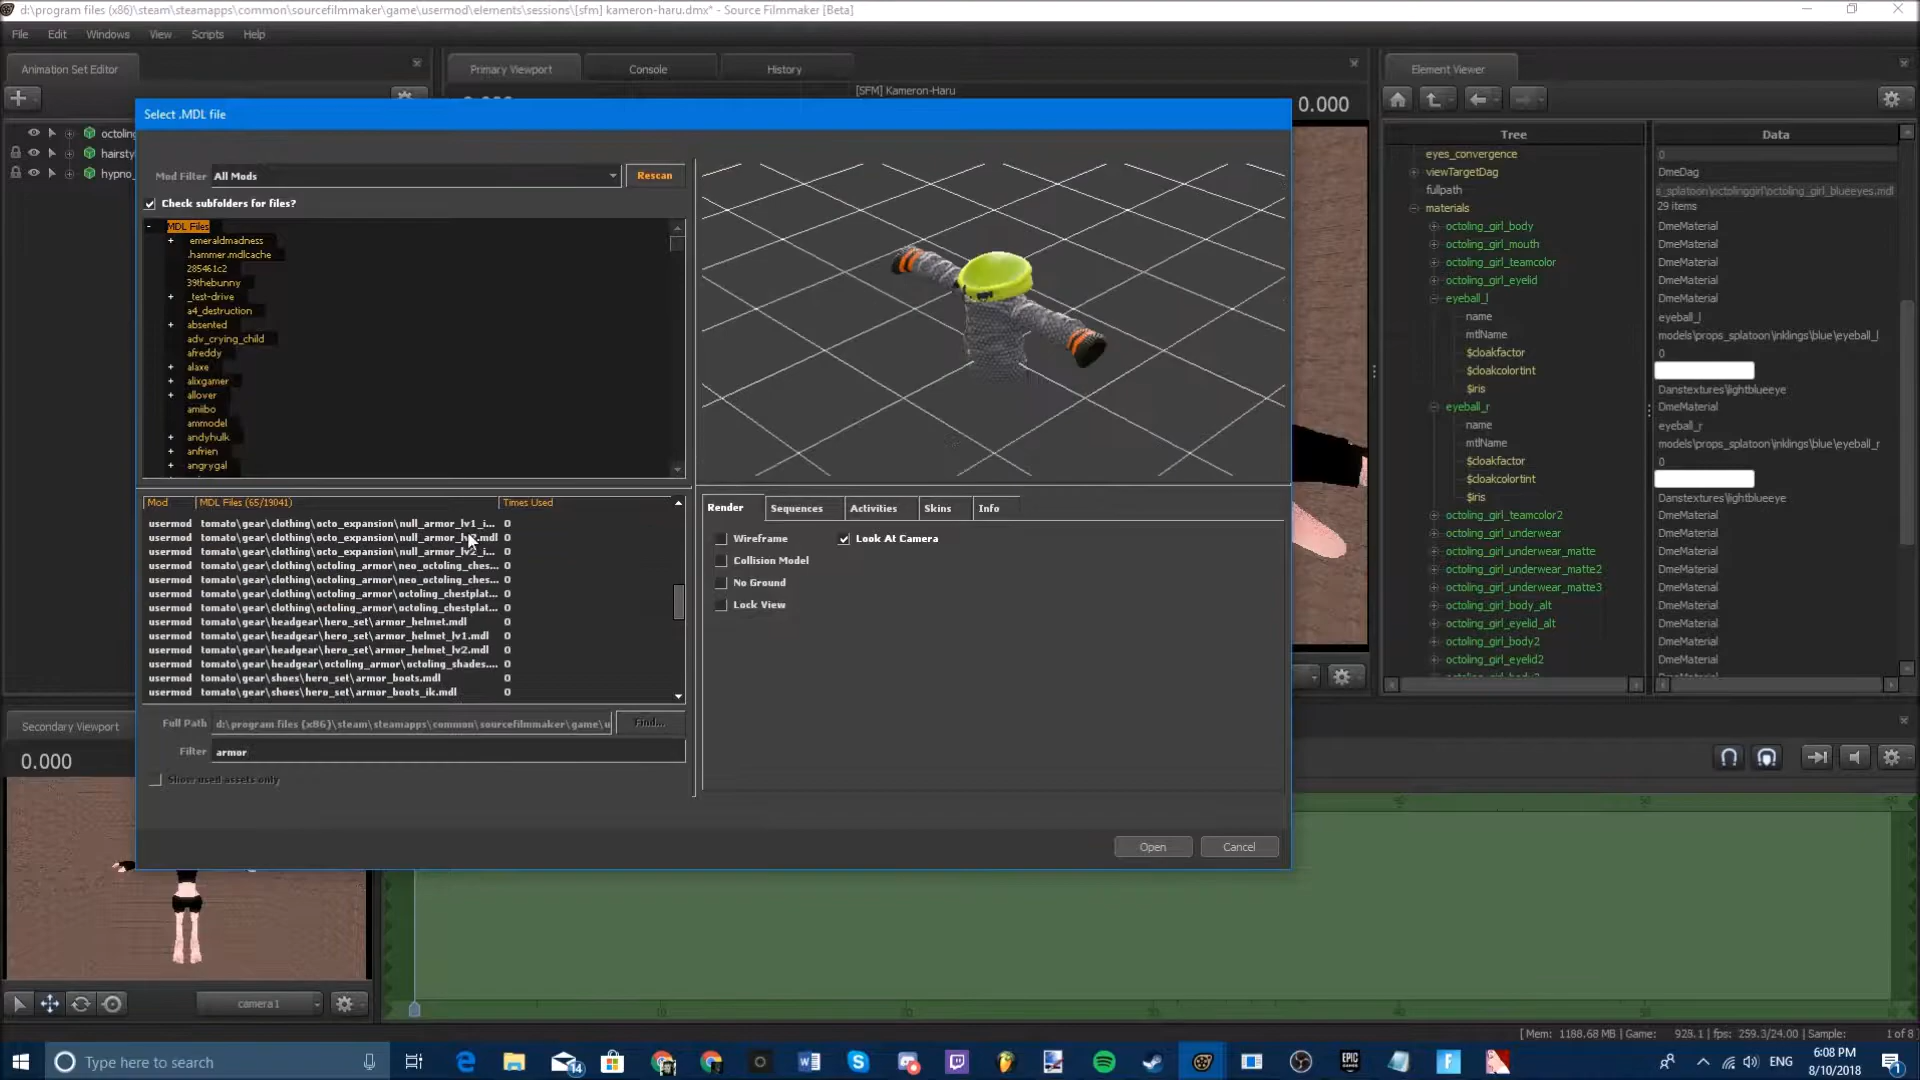 d:\program files (x86)\steam\steamapps\common\sourcefilmmaker\game\usermod\elements\sessions\[sfm] kameron-haru.dmx* - Source Filmmaker [Beta]
File Edit Windows View Scripts Help
Animation Set Editor
Primary Viewport Console History
Element Viewer
[SFM] Kameron-Haru
0.000
octoling
hairsty
hypno_
Select .MDL file
Mod Filter All Mods Rescan
Check subfolders for files?
MDL Files
emeraldmadness
.hammer.mdlcache
285461c2
39thebunny
_test-drive
a4_destruction
absented
adv_crying_child
afreddy
alaxe
alixgamer
allover
amiibo
ammodel
andyhulk
anfrien
angrygal
Mod MDL Files (65/19041) Times Used
usermod tomato\gear\clothing\octo_expansion\null_armor_lv1_i... 0
usermod tomato\gear\clothing\octo_expansion\null_armor_lv2.mdl 0
usermod tomato\gear\clothing\octo_expansion\null_armor_lv2_i... 0
usermod tomato\gear\clothing\octoling_armor\neo_octoling_ches... 0
usermod tomato\gear\clothing\octoling_armor\neo_octoling_ches... 0
usermod tomato\gear\clothing\octoling_armor\octoling_chestplat... 0
usermod tomato\gear\clothing\octoling_armor\octoling_chestplat... 0
usermod tomato\gear\headgear\hero_set\armor_helmet.mdl 0
usermod tomato\gear\headgear\hero_set\armor_helmet_lv1.mdl 0
usermod tomato\gear\headgear\hero_set\armor_helmet_lv2.mdl 0
usermod tomato\gear\headgear\octoling_armor\octoling_shades.... 0
usermod tomato\gear\shoes\hero_set\armor_boots.mdl 0
usermod tomato\gear\shoes\hero_set\armor_boots_ik.mdl 0
Full Path d:\program files (x86)\steam\steamapps\common\sourcefilmmaker\game\u Find...
Filter armor
Show used assets only
Render Sequences Activities Skins Info
Wireframe Look At Camera
Collision Model
No Ground
Lock View
Open Cancel
Tree Data
eyes_convergence 0
viewTargetDag DmeDag
fullpath s_splatoon\octolinggirl\octoling_girl_blueeyes.mdl
materials 29 items
octoling_girl_body DmeMaterial
octoling_girl_mouth DmeMaterial
octoling_girl_teamcolor DmeMaterial
octoling_girl_eyelid DmeMaterial
eyeball_l DmeMaterial
name eyeball_l
mtlName models\props_splatoon\inklings\blue\eyeball_l
$cloakfactor 0
$cloakcolortint
$iris Danstextures\lightblueeye
eyeball_r DmeMaterial
name eyeball_r
mtlName models\props_splatoon\inklings\blue\eyeball_r
$cloakfactor 0
$cloakcolortint
$iris Danstextures\lightblueeye
octoling_girl_teamcolor2 DmeMaterial
octoling_girl_underwear DmeMaterial
octoling_girl_underwear_matte DmeMaterial
octoling_girl_underwear_matte2 DmeMaterial
octoling_girl_underwear_matte3 DmeMaterial
octoling_girl_body_alt DmeMaterial
octoling_girl_eyelid_alt DmeMaterial
octoling_girl_body2 DmeMaterial
octoling_girl_eyelid2 DmeMaterial
Secondary Viewport
0.000
camera1
[ Mem: 1188.68 MB | Game: 928.1 | fps: 259.3/24.00 | Sample: 1 of 8
Type here to search
14
ENG
6:08 PM
8/10/2018
1